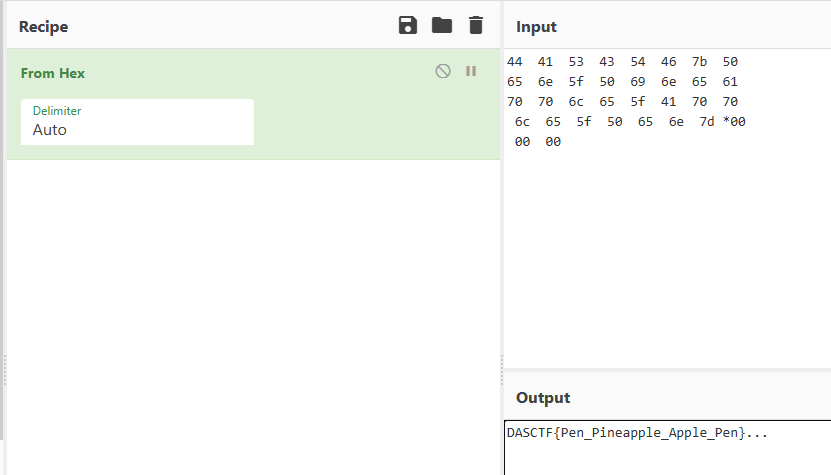 Recipe
From Hex
Delimiter
Auto
Input
44 41 53 43 54 46 7b 50
65 6e 5f 50 69 6e 65 61
70 70 6c 65 5f 41 70 70
6c 65 5f 50 65 6e 7d *00
00 00
Output
DASCTF{Pen_Pineapple_Apple_Pen}...